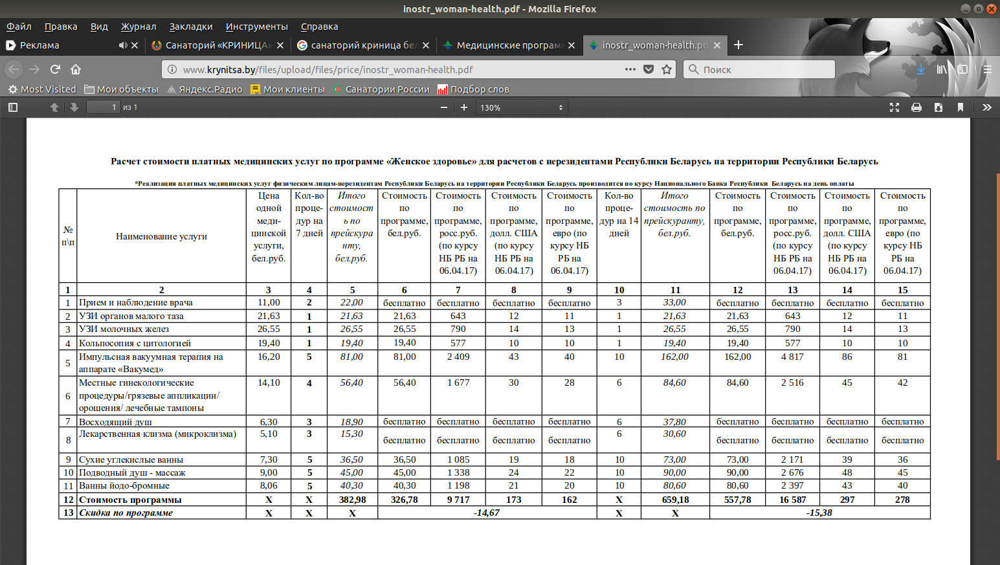 inostr_woman-health.pdf - Mozilla Firefox
Файл Правка Вид Журнал Закладки Инструменты Справка
Реклама Санаторий «КРИНИЦА» санаторий криница бел Медицинские програм inostr_woman-health.pd
www.krynitsa.by/files/upload/files/price/inostr_woman-health.pdf Поиск
Most Visited Мои объекты Яндекс.Радио Мои клиенты Санатории России Подбор слов
1 из 1 130%
Расчет стоимости платных медицинских услуг по программе «Женское здоровье» для расчетов с нерезидентами Республики Беларусь на территории Республики Беларусь
*Реализация платных медицинских услуг физическим лицам-нерезидентам Республики Беларусь на территории Республики Беларусь производится по курсу Национального Банка Республики Беларусь на день оплаты
№ п\п
Наименование услуги
Цена одной меди-цинской услуги, бел.руб.
Кол-во проце-дур на 7 дней
Итого стоимост ь по прейскура нту, бел.руб.
Стоимость по программе, бел.руб.
Стоимость по программе, росс.руб. (по курсу НБ РБ на 06.04.17)
Стоимость по программе, долл. США (по курсу НБ РБ на 06.04.17)
Стоимость по программе, евро (по курсу НБ РБ на 06.04.17)
Кол-во проце-дур на 14 дней
Итого стоимость по прейскуранту, бел.руб.
Стоимость по программе, бел.руб.
Стоимость по программе, росс.руб. (по курсу НБ РБ на 06.04.17)
Стоимость по программе, долл. США (по курсу НБ РБ на 06.04.17)
Стоимость по программе, евро (по курсу НБ РБ на 06.04.17)
1 2 3 4 5 6 7 8 9 10 11 12 13 14 15
1 Прием и наблюдение врача 11,00 2 22,00 бесплатно бесплатно бесплатно бесплатно 3 33,00 бесплатно бесплатно бесплатно бесплатно
2 УЗИ органов малого таза 21,63 1 21,63 21,63 643 12 11 1 21,63 21,63 643 12 11
3 УЗИ молочных желез 26,55 1 26,55 26,55 790 14 13 1 26,55 26,55 790 14 13
4 Кольпосопия с цитологией 19,40 1 19,40 19,40 577 10 10 1 19,40 19,40 577 10 10
5 Импульсная вакуумная терапия на 16,20 5 81,00 81,00 2 409 43 40 10 162,00 162,00 4 817 86 81
аппарате «Вакумед»
6 Местные гинекологические 14,10 4 56,40 56,40 1 677 30 28 6 84,60 84,60 2 516 45 42
процедуры/грязевые аппликации/
орошения/ лечебные тампоны
7 Восходящий душ 6,30 3 18,90 бесплатно бесплатно бесплатно бесплатно 6 37,80 бесплатно бесплатно бесплатно бесплатно
8 Лекарственная клизма (микроклизма) 5,10 3 15,30 бесплатно бесплатно бесплатно бесплатно 6 30,60 бесплатно бесплатно бесплатно бесплатно
9 Сухие углекислые ванны 7,30 5 36,50 36,50 1 085 19 18 10 73,00 73,00 2 171 39 36
10 Подводный душ - массаж 9,00 5 45,00 45,00 1 338 24 22 10 90,00 90,00 2 676 48 45
11 Ванны йодо-бромные 8,06 5 40,30 40,30 1 198 21 20 10 80,60 80,60 2 397 43 40
12 Стоимость программы Х Х 382,98 326,78 9 717 173 162 Х 659,18 557,78 16 587 297 278
13 Скидка по программе Х Х Х -14,67 Х Х -15,38